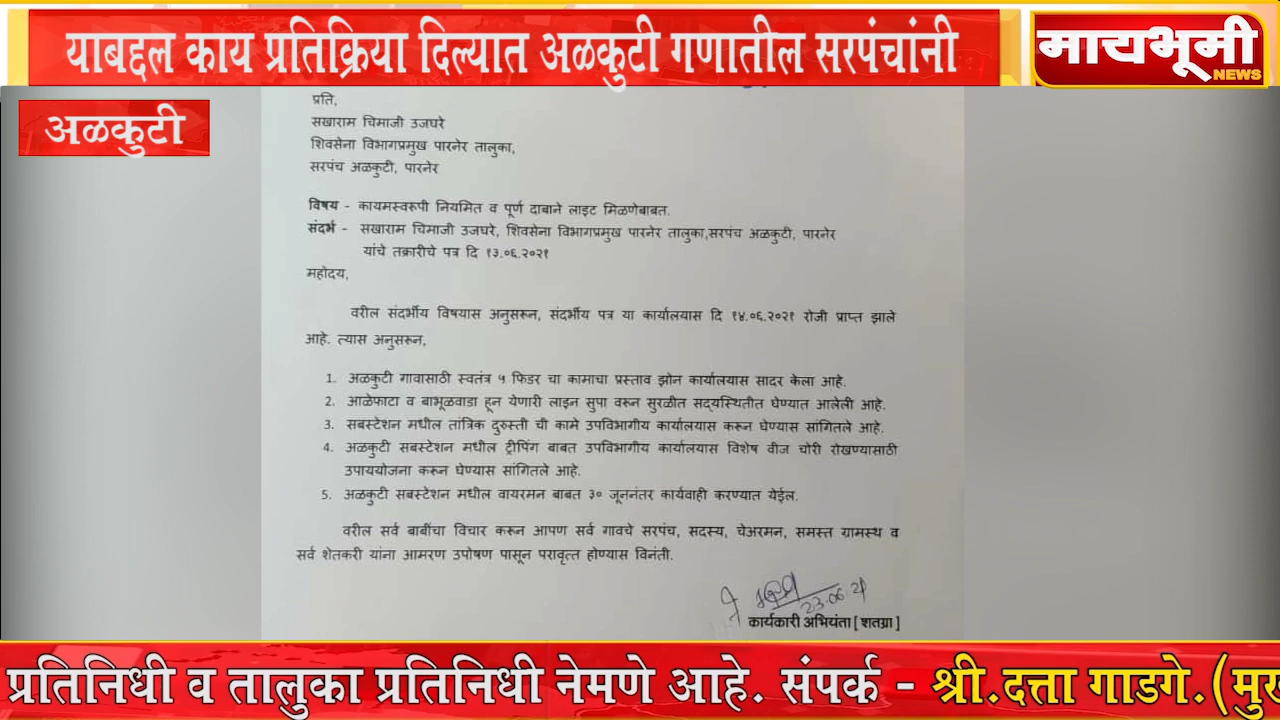 याबद्दल काय प्रतिक्रिया दिल्यात अळकुटी गणातील सरपंचांनी
मायभूमी
NEWS
अळकुटी
प्रति,
सखाराम चिमाजी उजघरे
शिवसेना विभागप्रमुख पारनेर तालुका,
सरपंच अळकुटी, पारनेर
विषय - कायमस्वरूपी नियमित व पूर्ण दाबाने लाइट मिळणेबाबत.
संदर्भ - सखाराम चिमाजी उजघरे, शिवसेना विभागप्रमुख पारनेर तालुका,सरपंच अळकुटी, पारनेर
यांचे तक्रारीचे पत्र दि १३.०६.२०२१
महोदय,
वरील संदर्भीय विषयास अनुसरून, संदर्भीय पत्र या कार्यालयास दि १४.०६.२०२१ रोजी प्राप्त झाले
आहे. त्यास अनुसरून,
1. अळकुटी गावासाठी स्वतंत्र ५ फिडर चा कामाचा प्रस्ताव झोन कार्यालयास सादर केला आहे.
2. आळेफाटा व बाभूळवाडा हून येणारी लाइन सुपा वरून सुरळीत सद्यस्थितीत घेण्यात आलेली आहे.
3. सबस्टेशन मधील तांत्रिक दुरुस्ती ची कामे उपविभागीय कार्यालयास करून घेण्यास सांगितले आहे.
4. अळकुटी सबस्टेशन मधील ट्रीपिंग बाबत उपविभागीय कार्यालयास विशेष वीज चोरी रोखण्यासाठी
उपाययोजना करून घेण्यास सांगितले आहे.
5. अळकुटी सबस्टेशन मधील वायरमन बाबत ३० जूननंतर कार्यवाही करण्यात येईल.
वरील सर्व बाबींचा विचार करून आपण सर्व गावचे सरपंच, सदस्य, चेअरमन, समस्त ग्रामस्थ व
सर्व शेतकरी यांना आमरण उपोषण पासून परावृत्त होण्यास विनंती.
23.06.21
कार्यकारी अभियंता [ शतग्रा ]
प्रतिनिधी व तालुका प्रतिनिधी नेमणे आहे. संपर्क - श्री.दत्ता गाडगे.(मुख